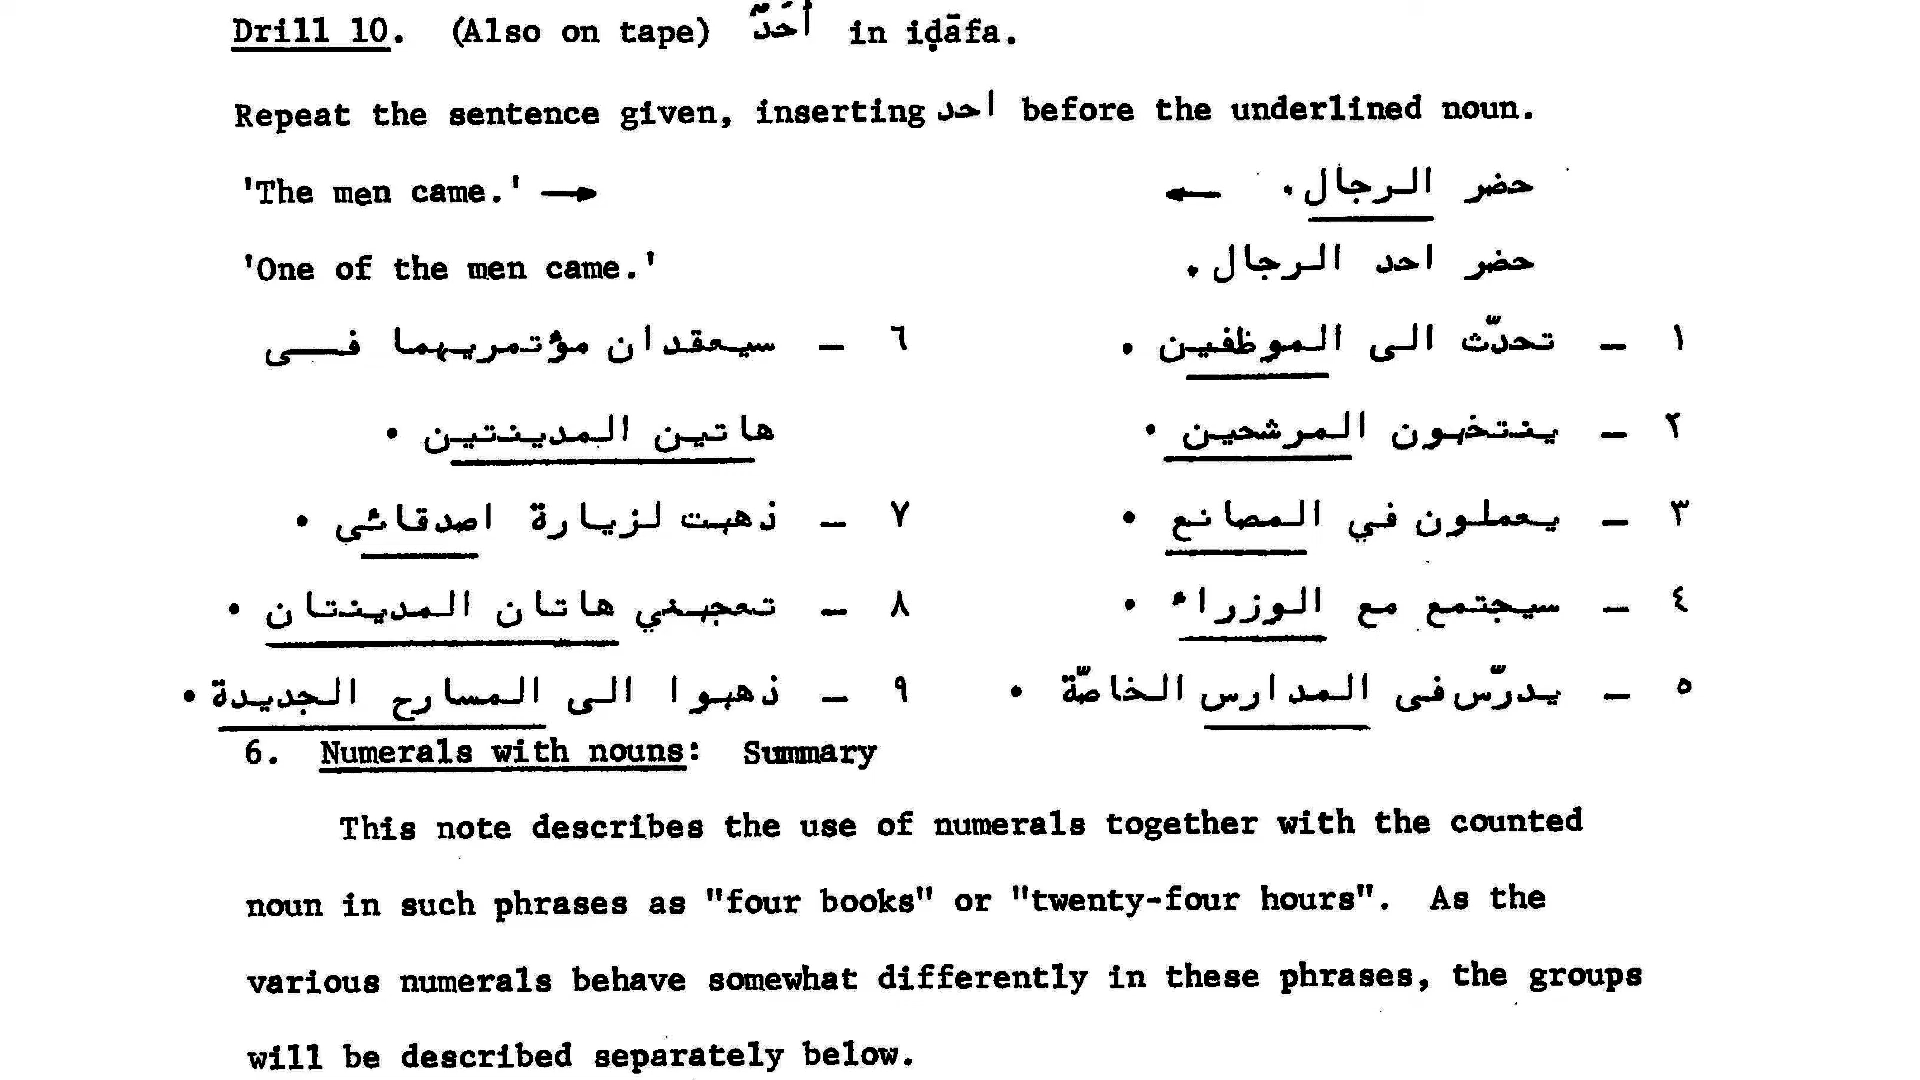 Drill 10. (Also on tape) أَحَدٌ in iḍāfa.
Repeat the sentence given, inserting احد before the underlined noun.
'The men came.' → حضر الرجال . ←
'One of the men came.' حضر احد الرجال .
١ – تحدّث الى الموظفين .
٢ – ينتخبون المرشحين .
٣ – يعملون في المصانع .
٤ – سيجتمع مع الوزراء .
٥ – يدرّس فى المدارس الخاصّة .
٦ – سيعقدان مؤتمريهما فــى
هاتين المدينتين .
٧ – ذهبت لزيارة اصدقائي .
٨ – تعجبني هاتان المدينتان .
٩ – ذهبوا الى المسارح الجديدة .
6. Numerals with nouns: Summary
This note describes the use of numerals together with the counted
noun in such phrases as "four books" or "twenty-four hours". As the
various numerals behave somewhat differently in these phrases, the groups
will be described separately below.